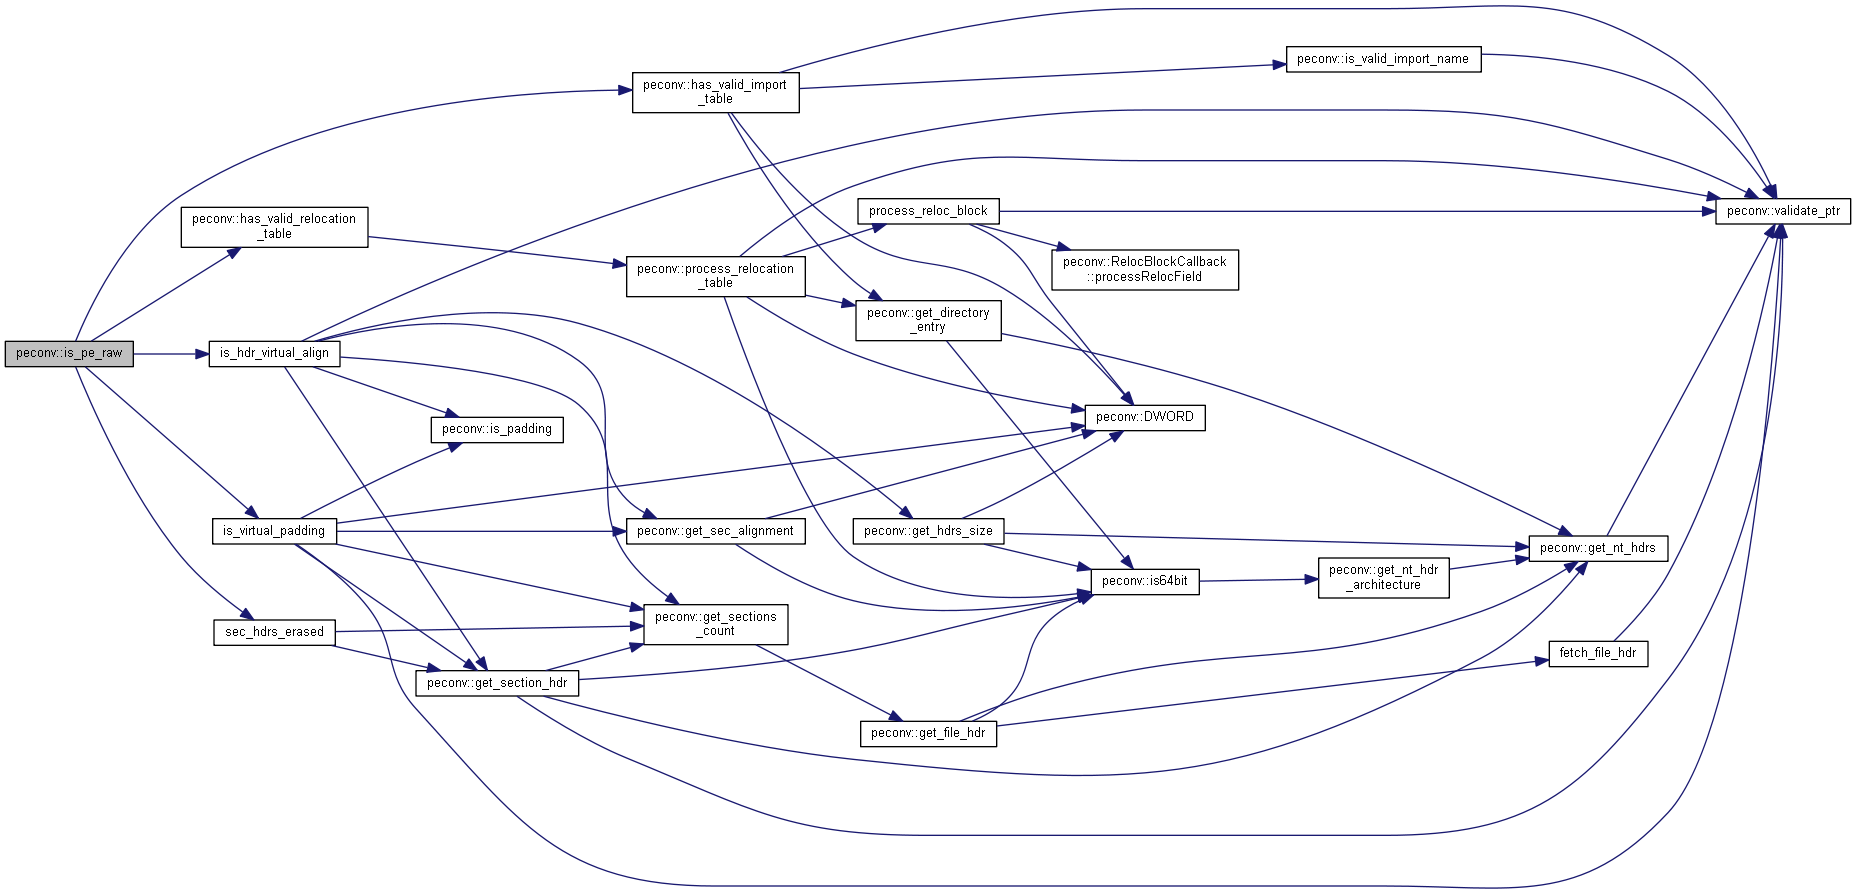 peconv::is_valid_import_name
peconv::has_valid_import
_table
peconv::has_valid_relocation
_table
process_reloc_block
peconv::validate_ptr
peconv::process_relocation
_table
peconv::RelocBlockCallback
::processRelocField
peconv::get_directory
_entry
peconv::is_pe_raw
is_hdr_virtual_align
peconv::DWORD
peconv::is_padding
is_virtual_padding
peconv::get_sec_alignment
peconv::get_hdrs_size
peconv::get_nt_hdrs
peconv::is64bit
peconv::get_nt_hdr
_architecture
sec_hdrs_erased
peconv::get_sections
_count
fetch_file_hdr
peconv::get_section_hdr
peconv::get_file_hdr